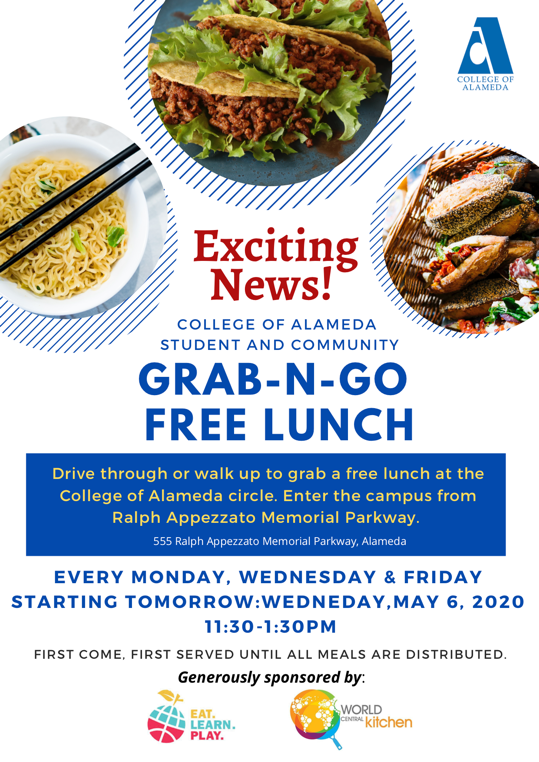 COLLEGE OF
ALAMEDA
Exciting
News!
COLLEGE OF ALAMEDA
STUDENT AND COMMUNITY
GRAB-N-GO
FREE LUNCH
Drive through or walk up to grab a free lunch at the
College of Alameda circle. Enter the campus from
Ralph Appezzato Memorial Parkway.
555 Ralph Appezzato Memorial Parkway, Alameda
EVERY MONDAY, WEDNESDAY & FRIDAY
STARTING TOMORROW:WEDNEDAY,MAY 6, 2020
11:30-1:30PM
FIRST COME, FIRST SERVED UNTIL ALL MEALS ARE DISTRIBUTED.
Generously sponsored by:
EAT.
LEARN.
PLAY.
WORLD
CENTRAL kitchen